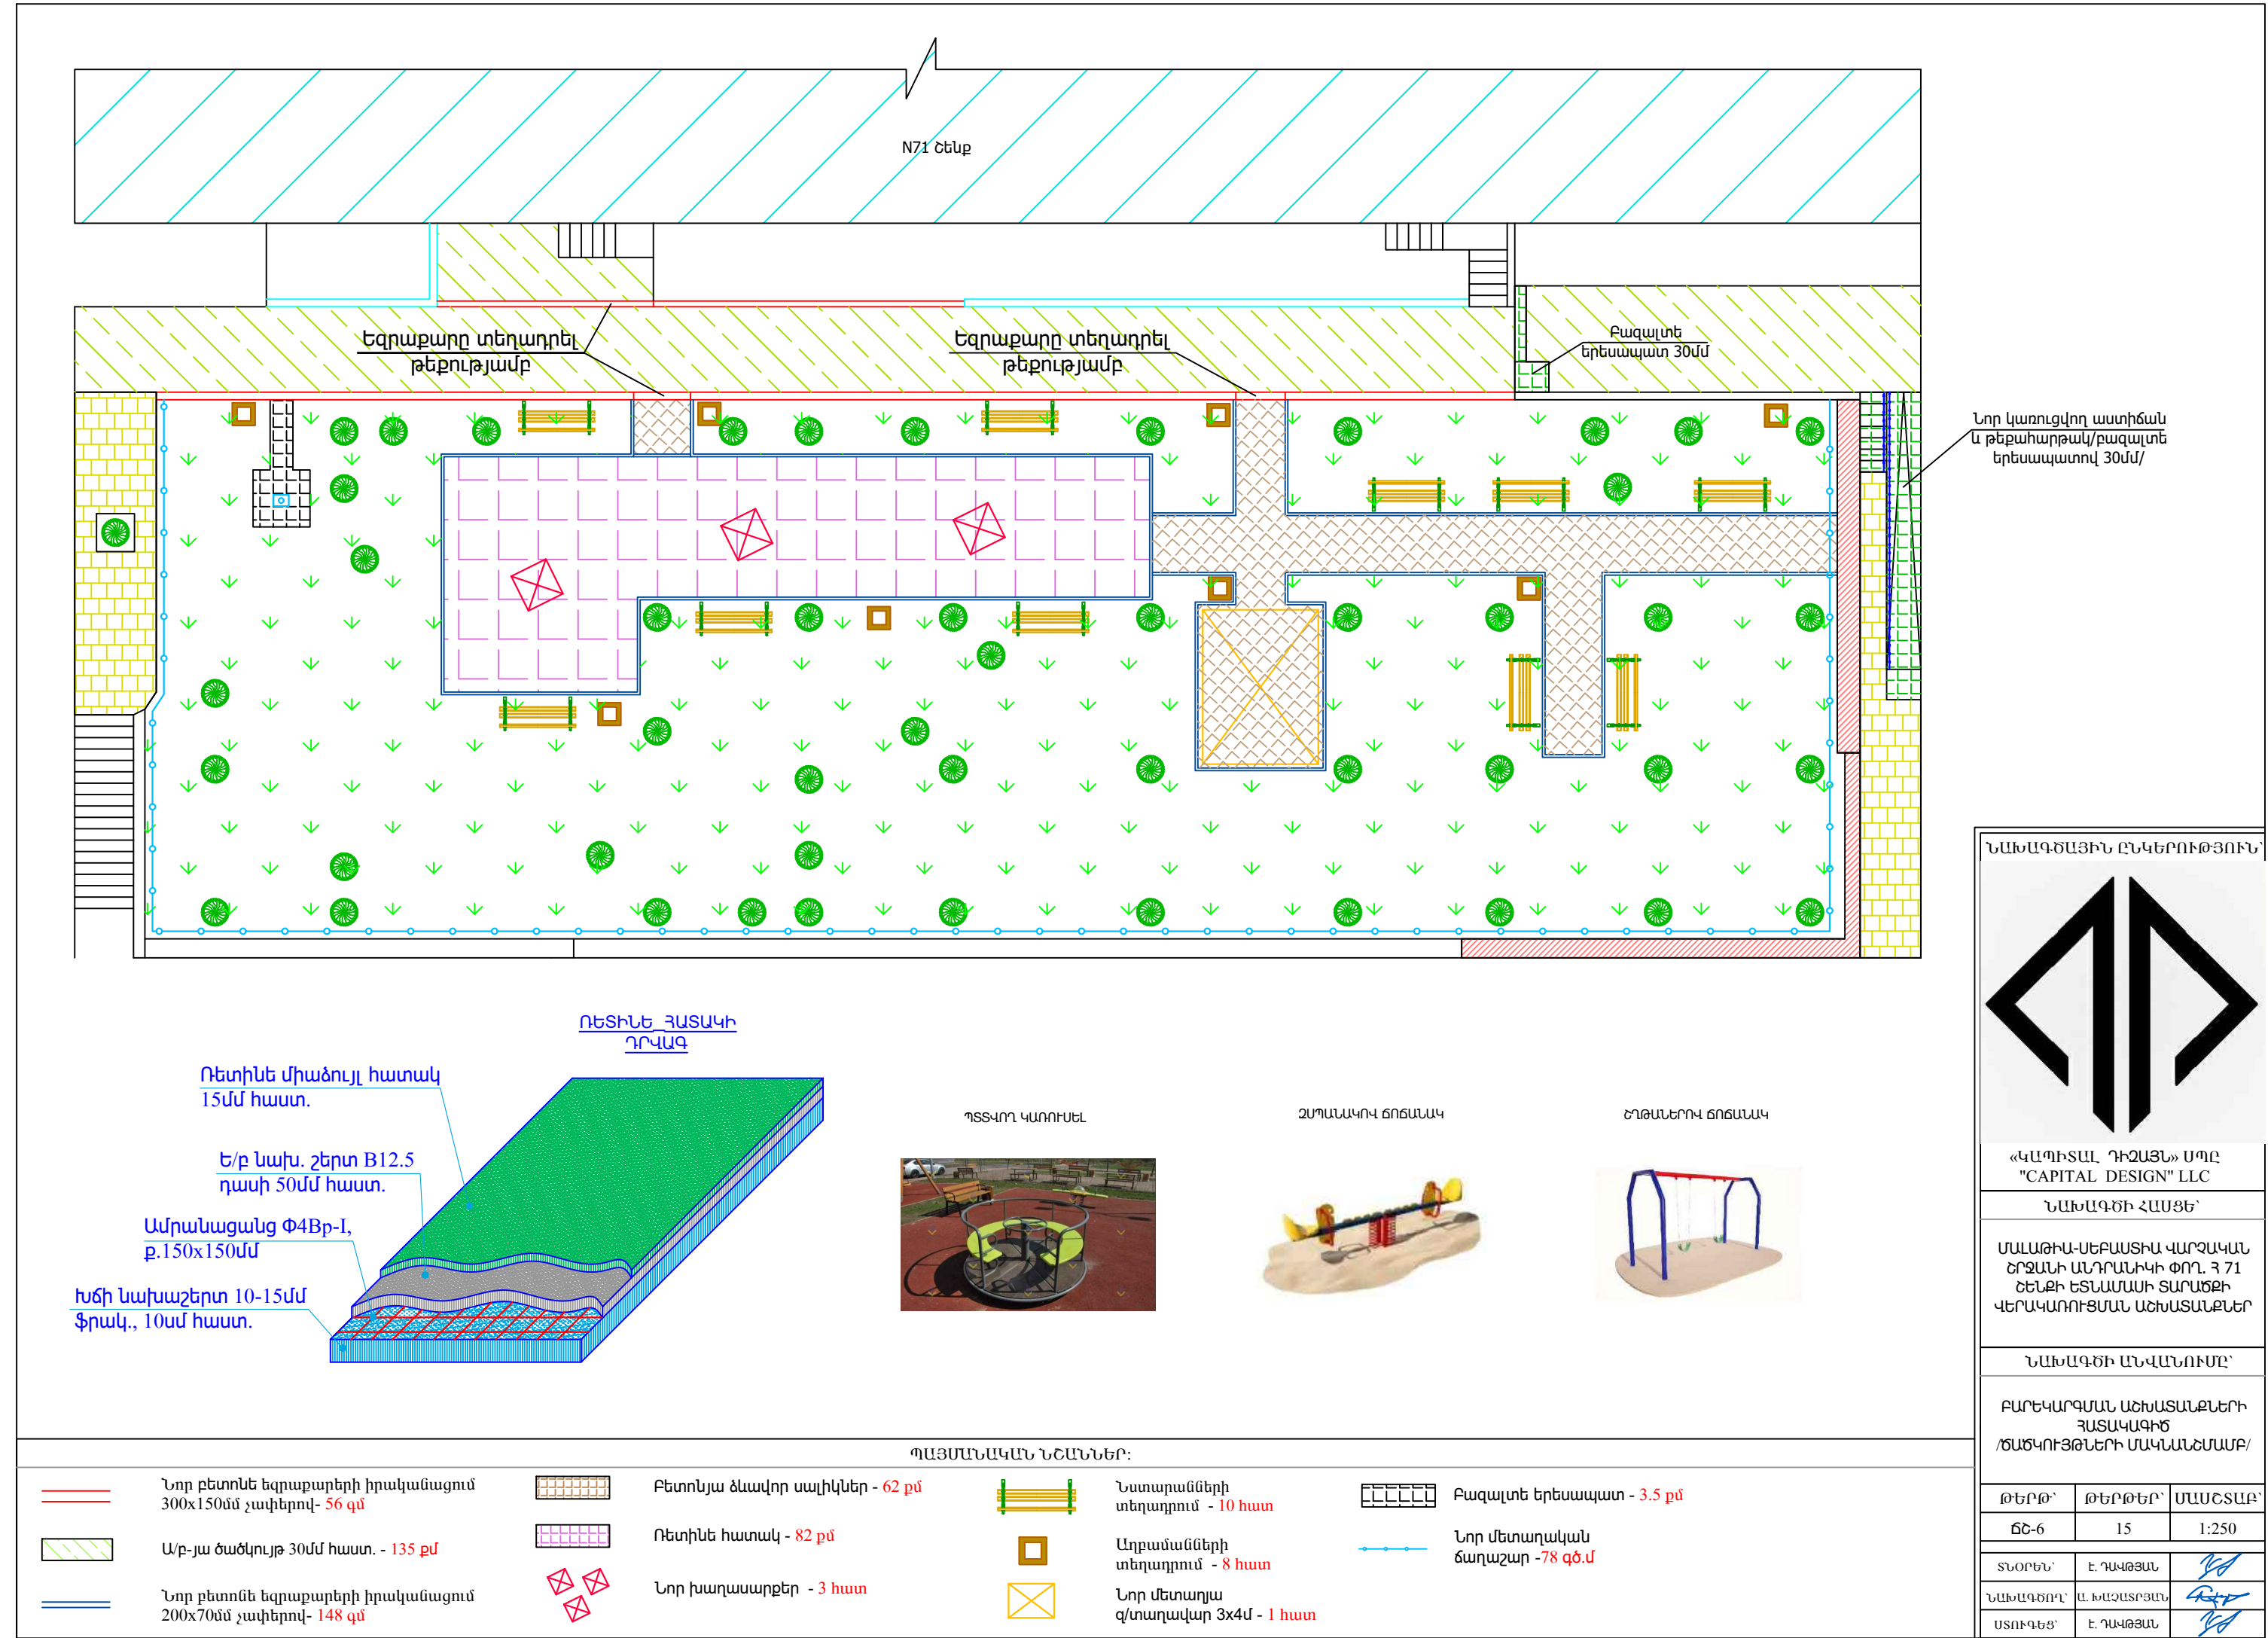 N71 Շենք
Եզրաքարը տեղադրել
թեքությամբ
Եզրաքարը տեղադրել
թեքությամբ
Բազալտե
երեսապատ 30մմ
Նոր կառուցվող աստիճան
և թեքահարթակ/բազալտե
երեսապատով 30մմ/
ՌԵՏԻՆԵ_ՀԱՏԱԿԻ
ԴՐՎԱԳ
Ռետինե միաձույլ հատակ
15մմ հաստ.
Ե/բ նախ. շերտ B12.5
դասի 50մմ հաստ.
Ամրանացանց Ф4Вр-I,
ք.150x150մմ
Խճի նախաշերտ 10-15մմ
ֆրակ., 10սմ հաստ.
ՊՏՏՎՈՂ ԿԱՌՈՒՍԵԼ
ԶՍՊԱՆԱԿՈՎ ՃՈՃԱՆԱԿ
ՇՂԹԱՆԵՐՈՎ ՃՈՃԱՆԱԿ
ՆԱԽԱԳԾԱՅԻՆ ԸՆԿԵՐՈՒԹՅՈՒՆ՝
«ԿԱՊԻՏԱԼ ԴԻԶԱՅՆ» ՍՊԸ
"CAPITAL DESIGN" LLC
ՆԱԽԱԳԾԻ ՀԱՍՑԵ՝
ՄԱԼԱԹԻԱ-ՍԵԲԱՍՏԻԱ ՎԱՐՉԱԿԱՆ
ՇՐՋԱՆԻ ԱՆԴՐԱՆԻԿԻ ՓՈՂ. Հ 71
ՇԵՆՔԻ ԵՏՆԱՄԱՍԻ ՏԱՐԱԾՔԻ
ՎԵՐԱԿԱՌՈՒՑՄԱՆ ԱՇԽԱՏԱՆՔՆԵՐ
ՆԱԽԱԳԾԻ ԱՆՎԱՆՈՒՄԸ՝
ԲԱՐԵԿԱՐԳՄԱՆ ԱՇԽԱՏԱՆՔՆԵՐԻ
ՀԱՏԱԿԱԳԻԾ
/ԾԱԾԿՈՒՅԹՆԵՐԻ ՄԱԿՆԱՆՇՄԱՄԲ/
ԹԵՐԹ՝ ԹԵՐԹԵՐ՝ ՄԱՍՇՏԱԲ՝
ՃՇ-6 15 1:250
ՏՆՕՐԵՆ՝ Է. ԴԱՎԹՅԱՆ
ՆԱԽԱԳԾՈՂ՝ Ա. ԽԱՉԱՏՐՅԱՆ
ՍՏՈՒԳԵՑ՝ Է. ԴԱՎԹՅԱՆ
ՊԱՅՄԱՆԱԿԱՆ ՆՇԱՆՆԵՐ:
Նոր բետոնե եզրաքարերի իրականացում
300x150մմ չափերով- 56 գմ
Ա/բ-յա ծածկույթ 30մմ հաստ. - 135 քմ
Նոր բետոնե եզրաքարերի իրականացում
200x70մմ չափերով- 148 գմ
Բետոնյա ձևավոր սալիկներ - 62 քմ
Ռետինե հատակ - 82 քմ
Նոր խաղասարքեր - 3 հատ
Նստարանների
տեղադրում - 10 հատ
Աղբամանների
տեղադրում - 8 հատ
Նոր մետաղյա
զ/տաղավար 3x4մ - 1 հատ
Բազալտե երեսապատ - 3.5 քմ
Նոր մետաղական
ճաղաշար -78 գծ.մ